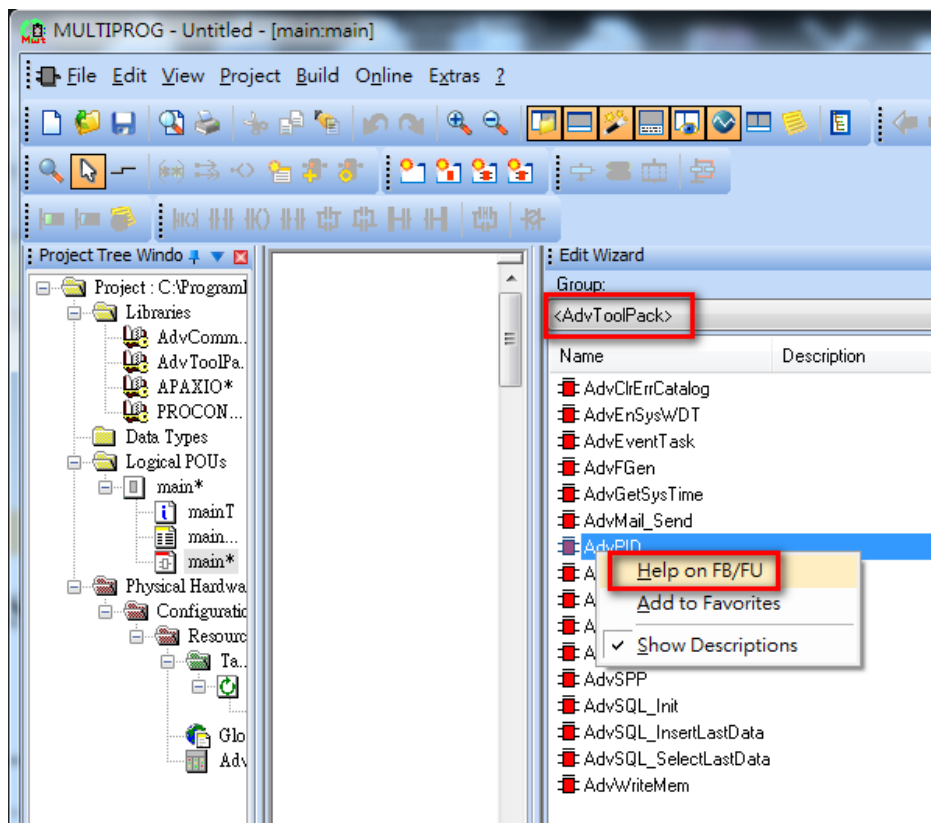 MULTIPROG - Untitled - [main:main]
File Edit View Project Build Online Extras ?
Project Tree Windo
Project : C:\Program
Libraries
AdvComm..
AdvToolPa.
APAXIO*
PROCON...
Data Types
Logical POUs
main*
mainT
main...
main*
Physical Hardwa
Configuratic
Resourc
Ta..
Glo
Adv
Edit Wizard
Group:
<AdvToolPack>
Name Description
AdvClrErrCatalog
AdvEnSysWDT
AdvEventTask
AdvFGen
AdvGetSysTime
AdvMail_Send
AdvPID
A
A
A
A
Help on FB/FU
Add to Favorites
Show Descriptions
AdvSPP
AdvSQL_Init
AdvSQL_InsertLastData
AdvSQL_SelectLastData
AdvWriteMem